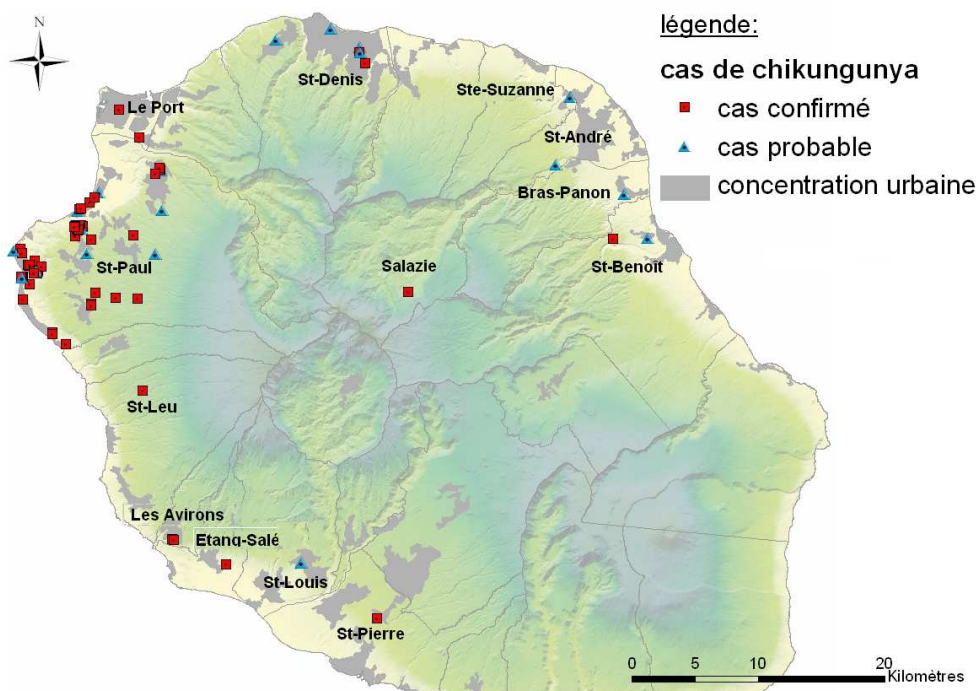 N
légende:
cas de chikungunya
cas confirmé
cas probable
concentration urbaine
St-Denis
Ste-Suzanne
Le Port
St-André
Bras-Panon
St-Paul
Salazie
St-Benoît
St-Leu
Les Avirons
Etang-Salé
St-Louis
St-Pierre
0 5 10 20
Kilomètres